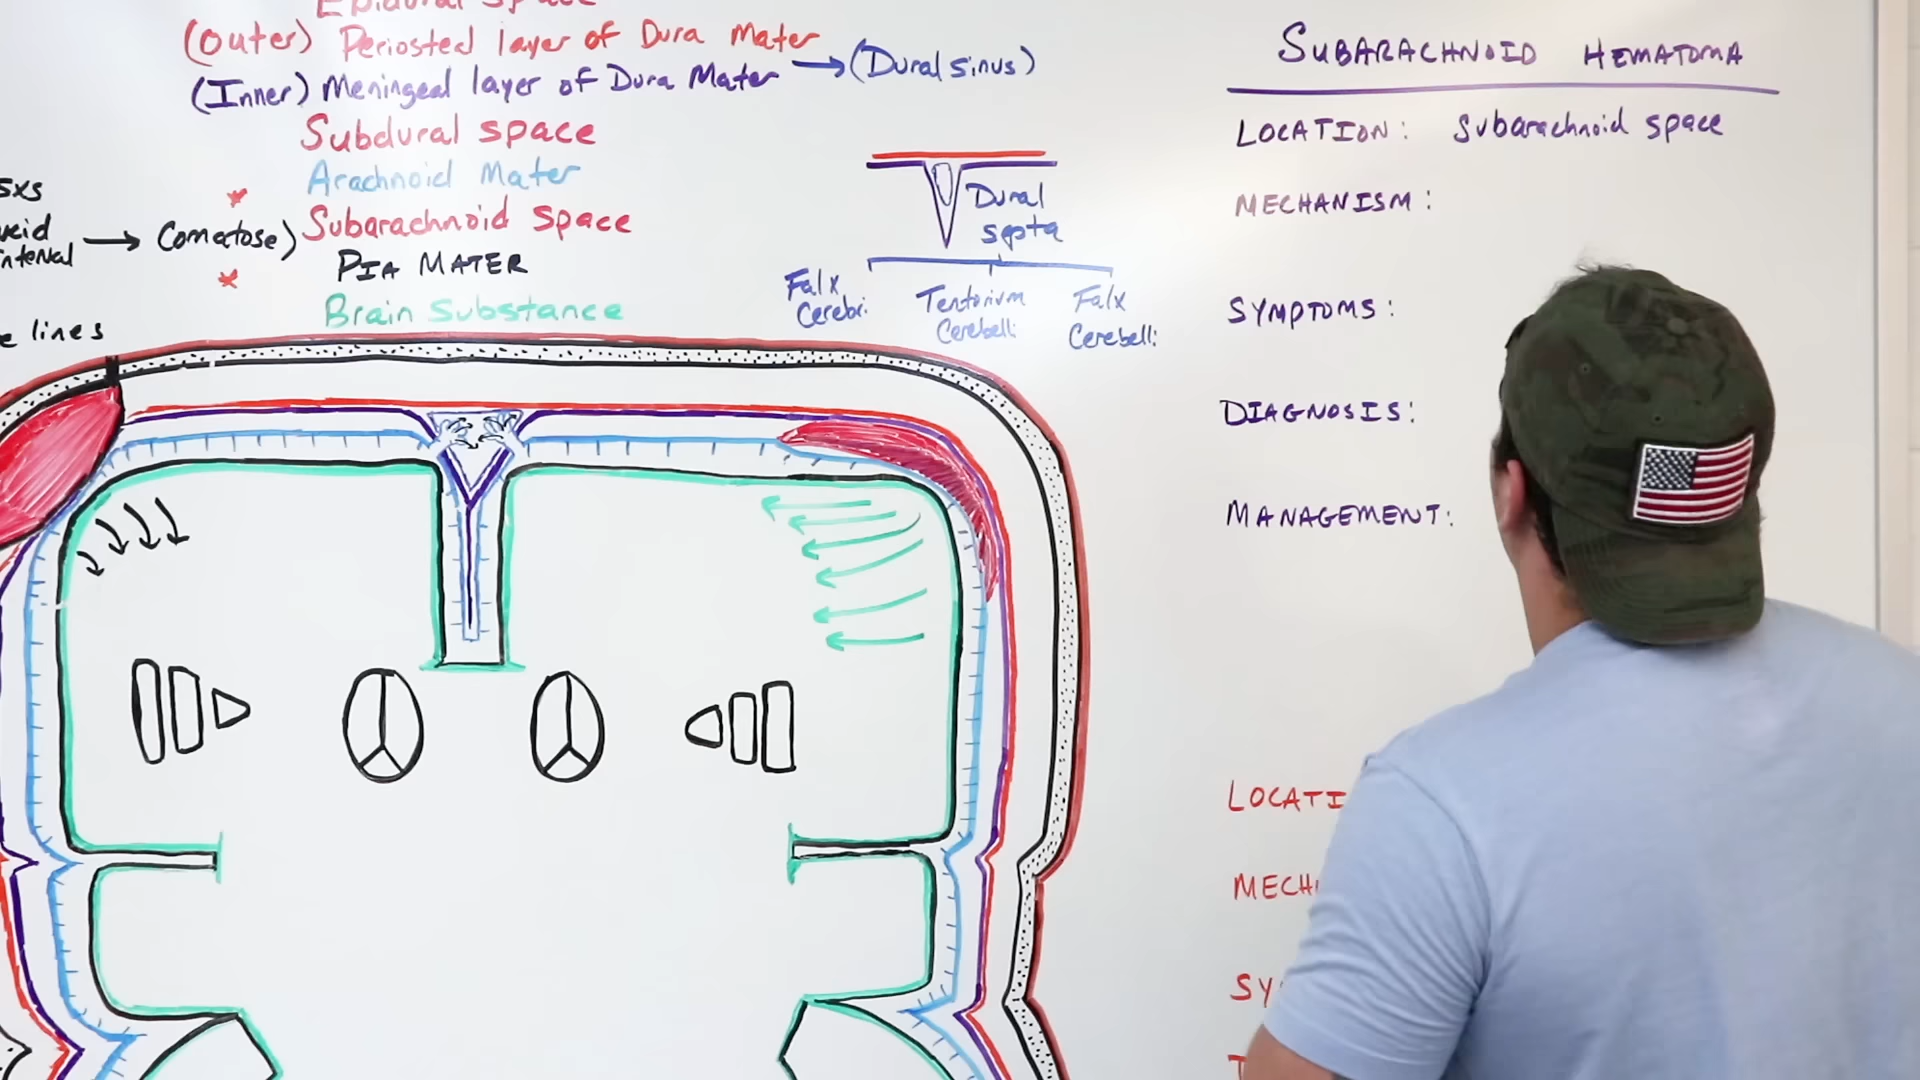 Epidural space
(Outer) Periosteal layer of Dura Mater
(Inner) Meningeal layer of Dura Mater → (Dural sinus)
Subdural space
Arachnoid Mater
Subarachnoid space
PIA MATER
Brain Substance
sxs
→ Comatose)
lines
Dural
septa
Falx
Cerebri
Tentorium
Cerebelli
Falx
Cerebelli
SUBARACHNOID HEMATOMA
LOCATION: Subarachnoid space
MECHANISM:
SYMPTOMS:
DIAGNOSIS:
MANAGEMENT:
LOCATI
MECH
SY